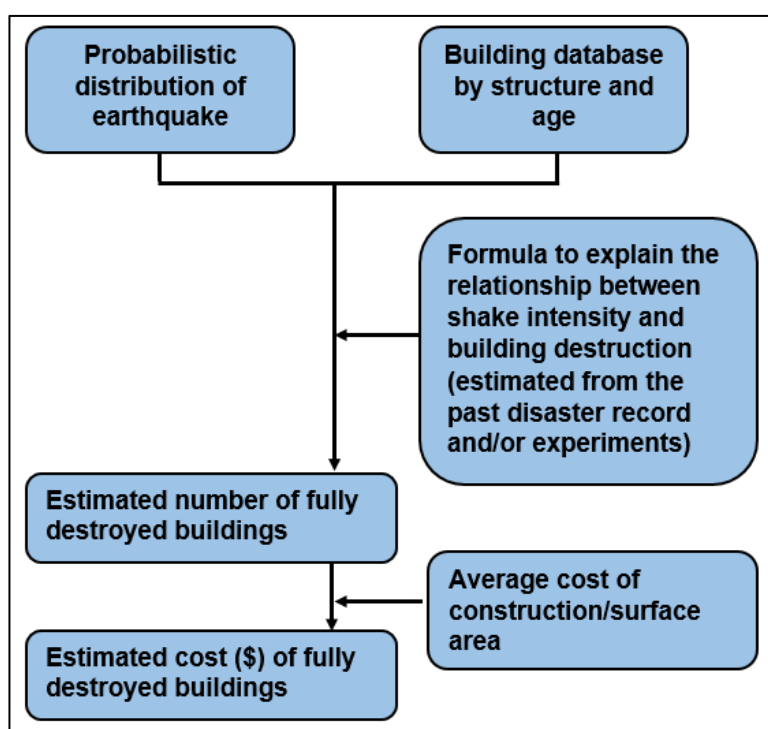 Probabilistic
distribution of
earthquake
Building database
by structure and
age
Formula to explain the
relationship between
shake intensity and
building destruction
(estimated from the
past disaster record
and/or experiments)
Estimated number of fully
destroyed buildings
Average cost of
construction/surface
area
Estimated cost ($) of fully
destroyed buildings